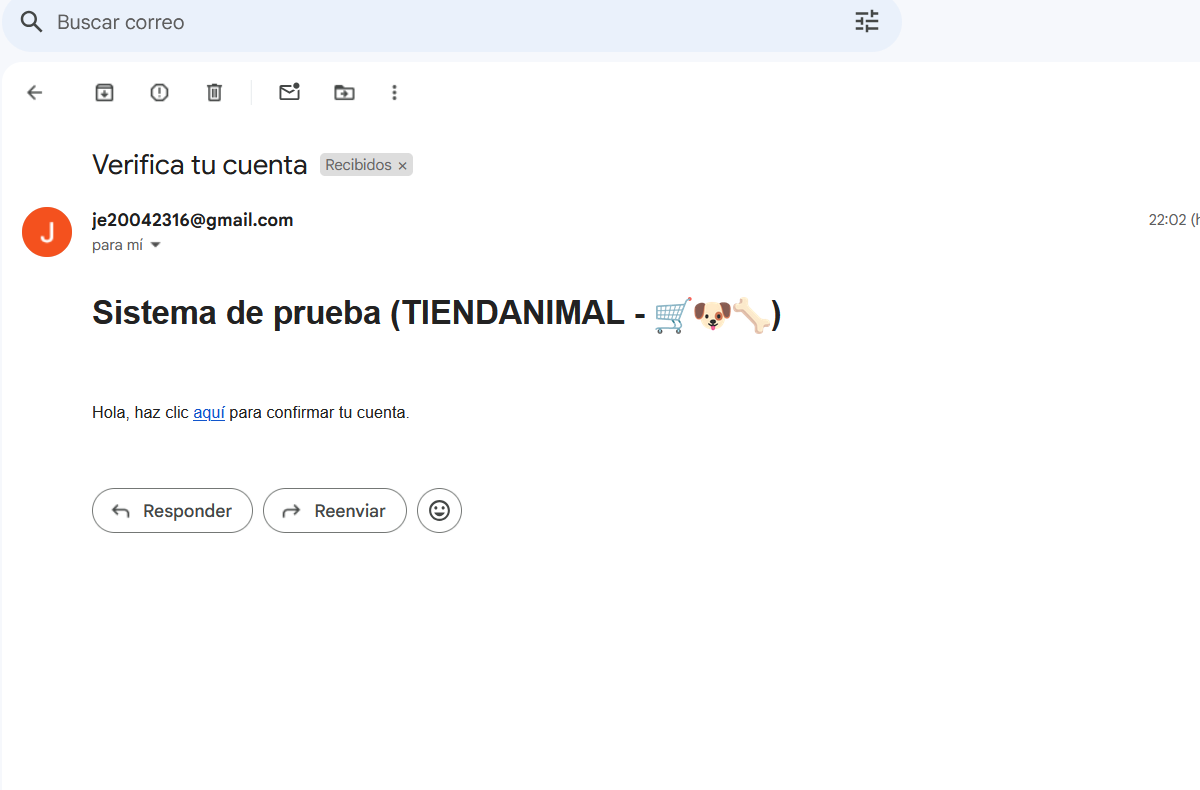 Buscar correo
Verifica tu cuenta Recibidos ×
J
je20042316@gmail.com 22:02 (h
para mí
Sistema de prueba (TIENDANIMAL - 🛒🐶🦴)
Hola, haz clic aquí para confirmar tu cuenta.
Responder Reenviar